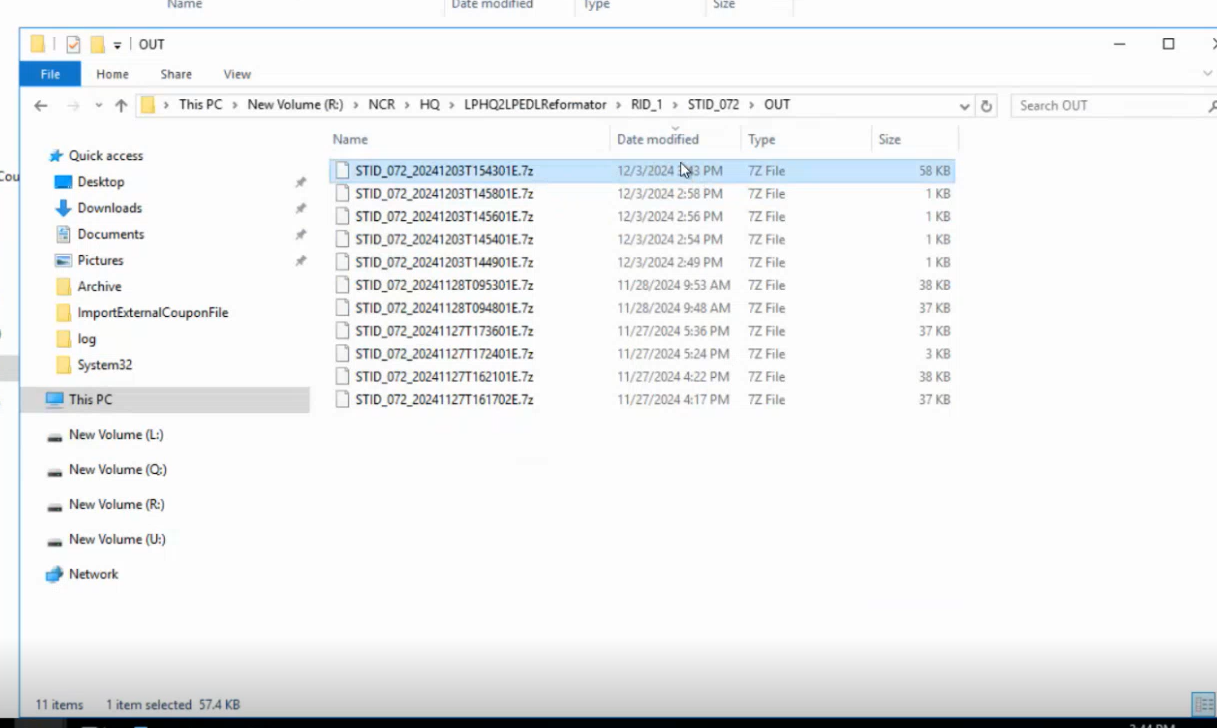 Name Date modified Type Size
OUT
File Home Share View
This PC New Volume (R:) NCR HQ LPHQ2LPEDLReformator RID_1 STID_072 OUT Search OUT
Name Date modified Type Size
Quick access
Desktop
Downloads
Documents
Pictures
Archive
ImportExternalCouponFile
log
System32
This PC
New Volume (L:)
New Volume (Q:)
New Volume (R:)
New Volume (U:)
Network
STID_072_20241203T154301E.7z 12/3/2024 PM 7Z File 58 KB
STID_072_20241203T145801E.7z 12/3/2024 2:58 PM 7Z File 1 KB
STID_072_20241203T145601E.7z 12/3/2024 2:56 PM 7Z File 1 KB
STID_072_20241203T145401E.7z 12/3/2024 2:54 PM 7Z File 1 KB
STID_072_20241203T144901E.7z 12/3/2024 2:49 PM 7Z File 1 KB
STID_072_20241128T095301E.7z 11/28/2024 9:53 AM 7Z File 38 KB
STID_072_20241128T094801E.7z 11/28/2024 9:48 AM 7Z File 37 KB
STID_072_20241127T173601E.7z 11/27/2024 5:36 PM 7Z File 37 KB
STID_072_20241127T172401E.7z 11/27/2024 5:24 PM 7Z File 3 KB
STID_072_20241127T162101E.7z 11/27/2024 4:22 PM 7Z File 38 KB
STID_072_20241127T161702E.7z 11/27/2024 4:17 PM 7Z File 37 KB
11 items 1 item selected 57.4 KB